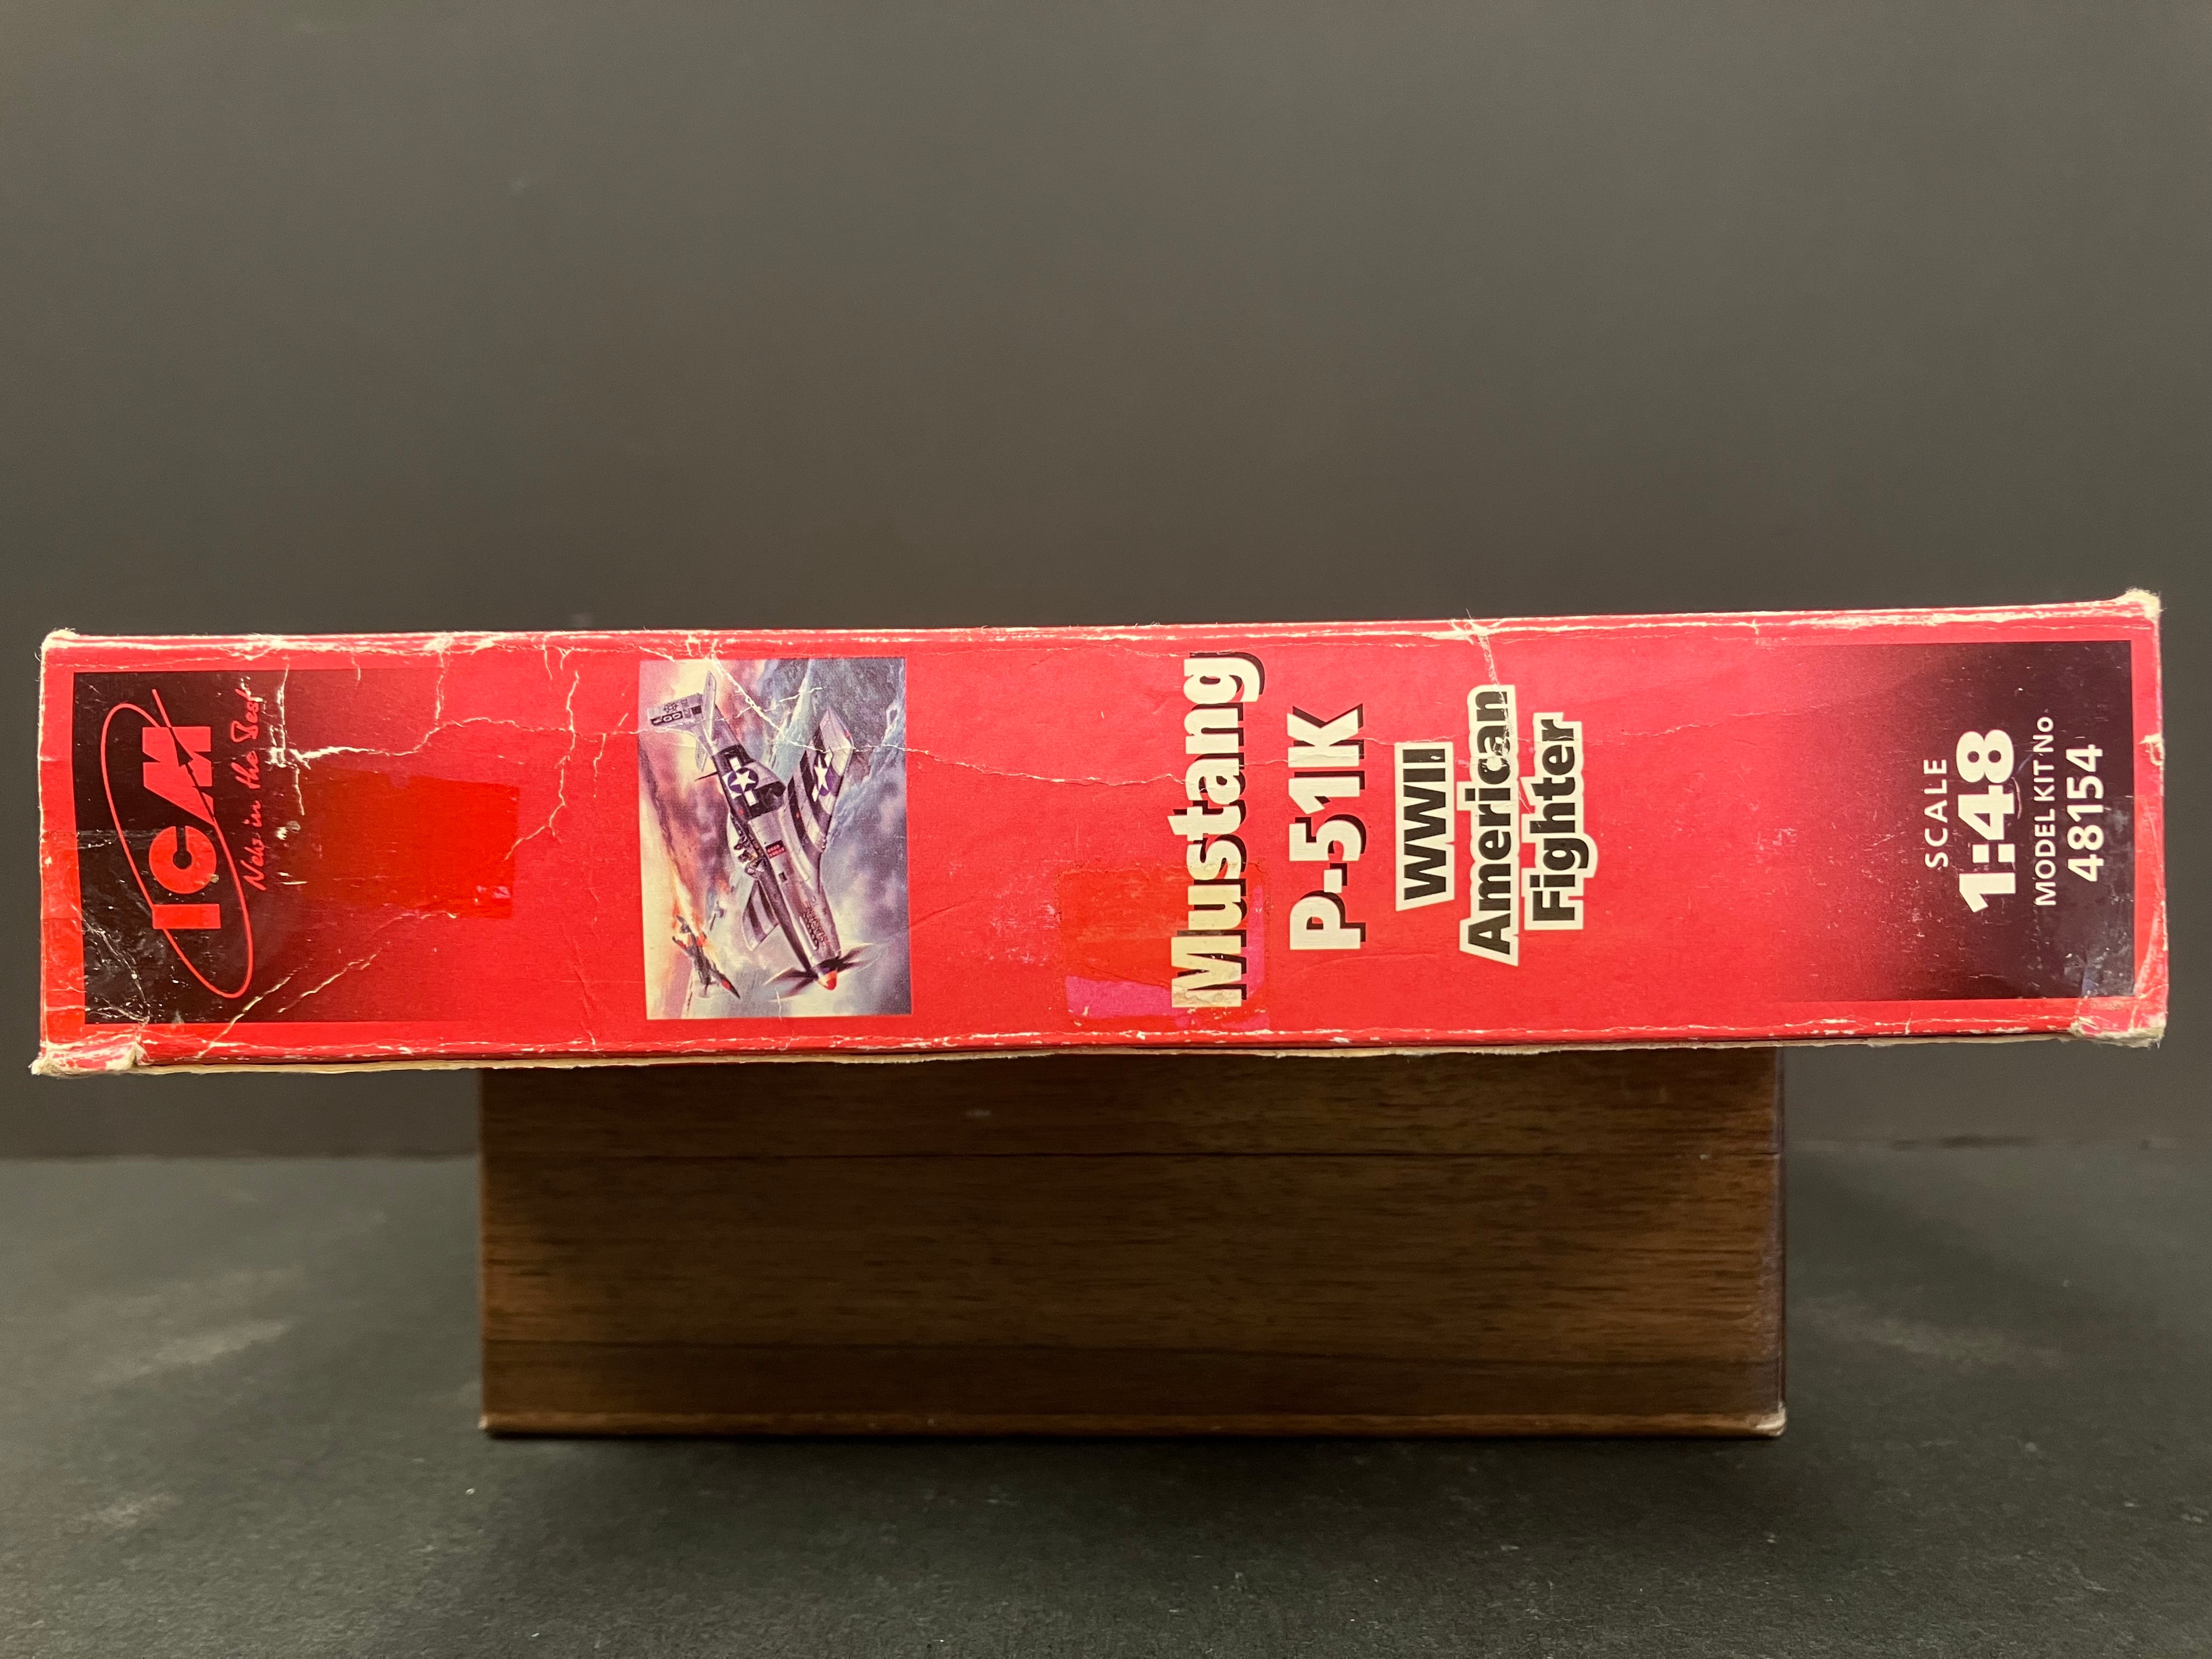 ICM
New in the Best
Mustang
P-51K
WWII
American
Fighter
SCALE
1:48
MODEL KIT No
48154